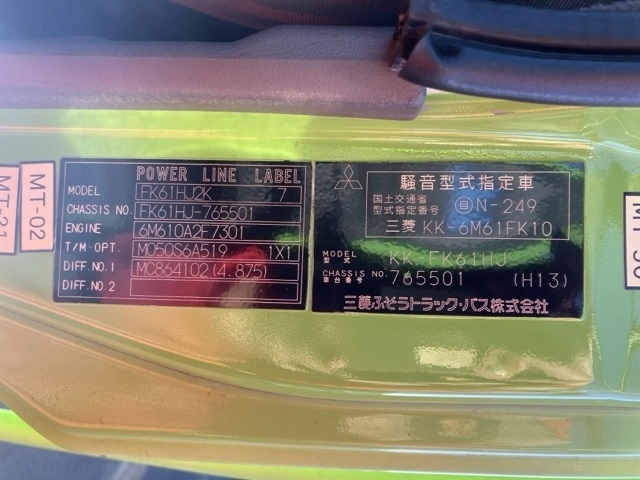 POWER LINE LABEL
MODEL FK61HJ2K 7
CHASSIS NO. FK61HJ-765501
ENGINE 6M610A2F7301
T/M·OPT. M050S6A519 1X1
DIFF.NO.1 MC864102(4.875)
DIFF.NO.2
騒音型式指定車
国土交通省
型式指定番号 自N-249
三菱 KK-6M61FK10
MODEL 型式 KK-FK61HJ
CHASSIS NO. 車台番号 765501 (H13)
三菱ふそうトラック・バス株式会社
MT-21
MT-02